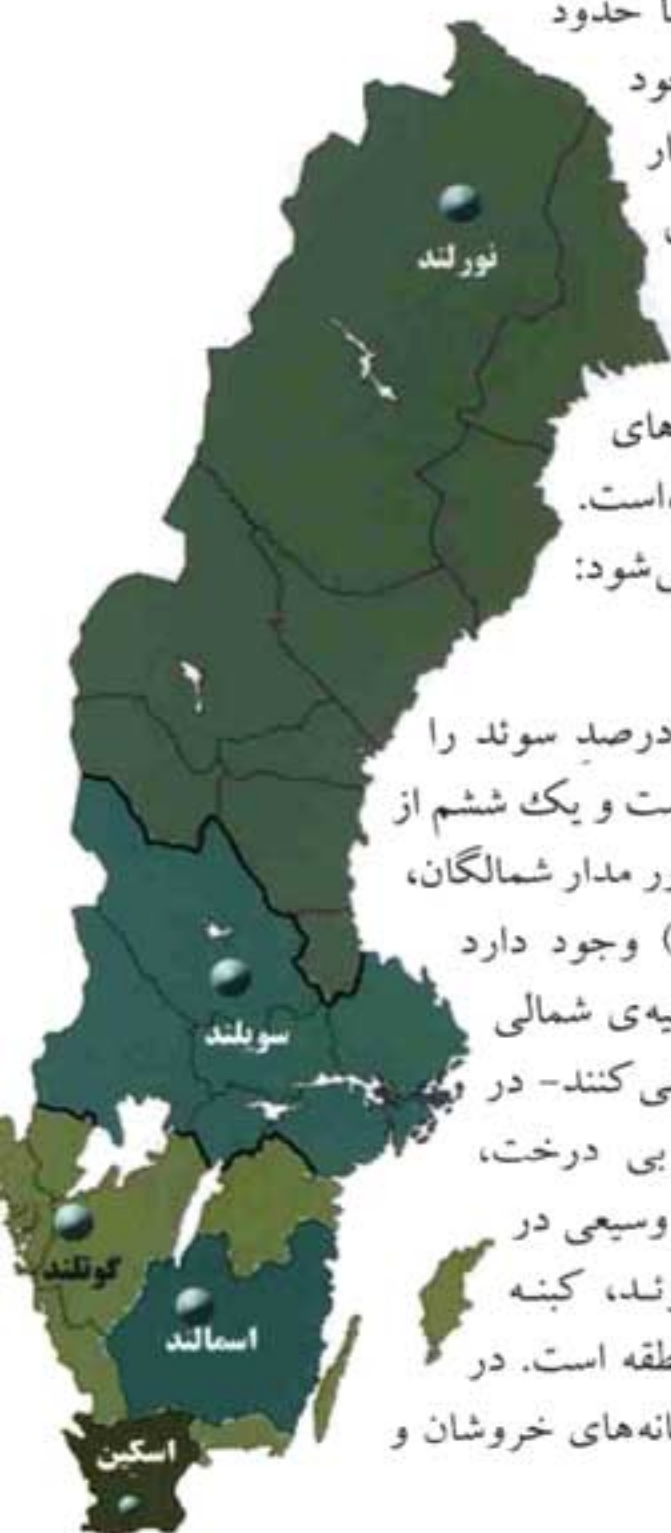 ا حدود
ود
ار
نورلند
های
است.
ی‌شود:
درصدِ سوئد را
ست و یک ششم از
ور مدار شمالگان،
) وجود دارد
یه‌ی شمالی
ی‌کنند- در
بی درخت،
وسیعی در
ئد، کبنه
طقه است. در
انه‌های خروشان و
سویلند
گوتلند
اسمالند
اسکین